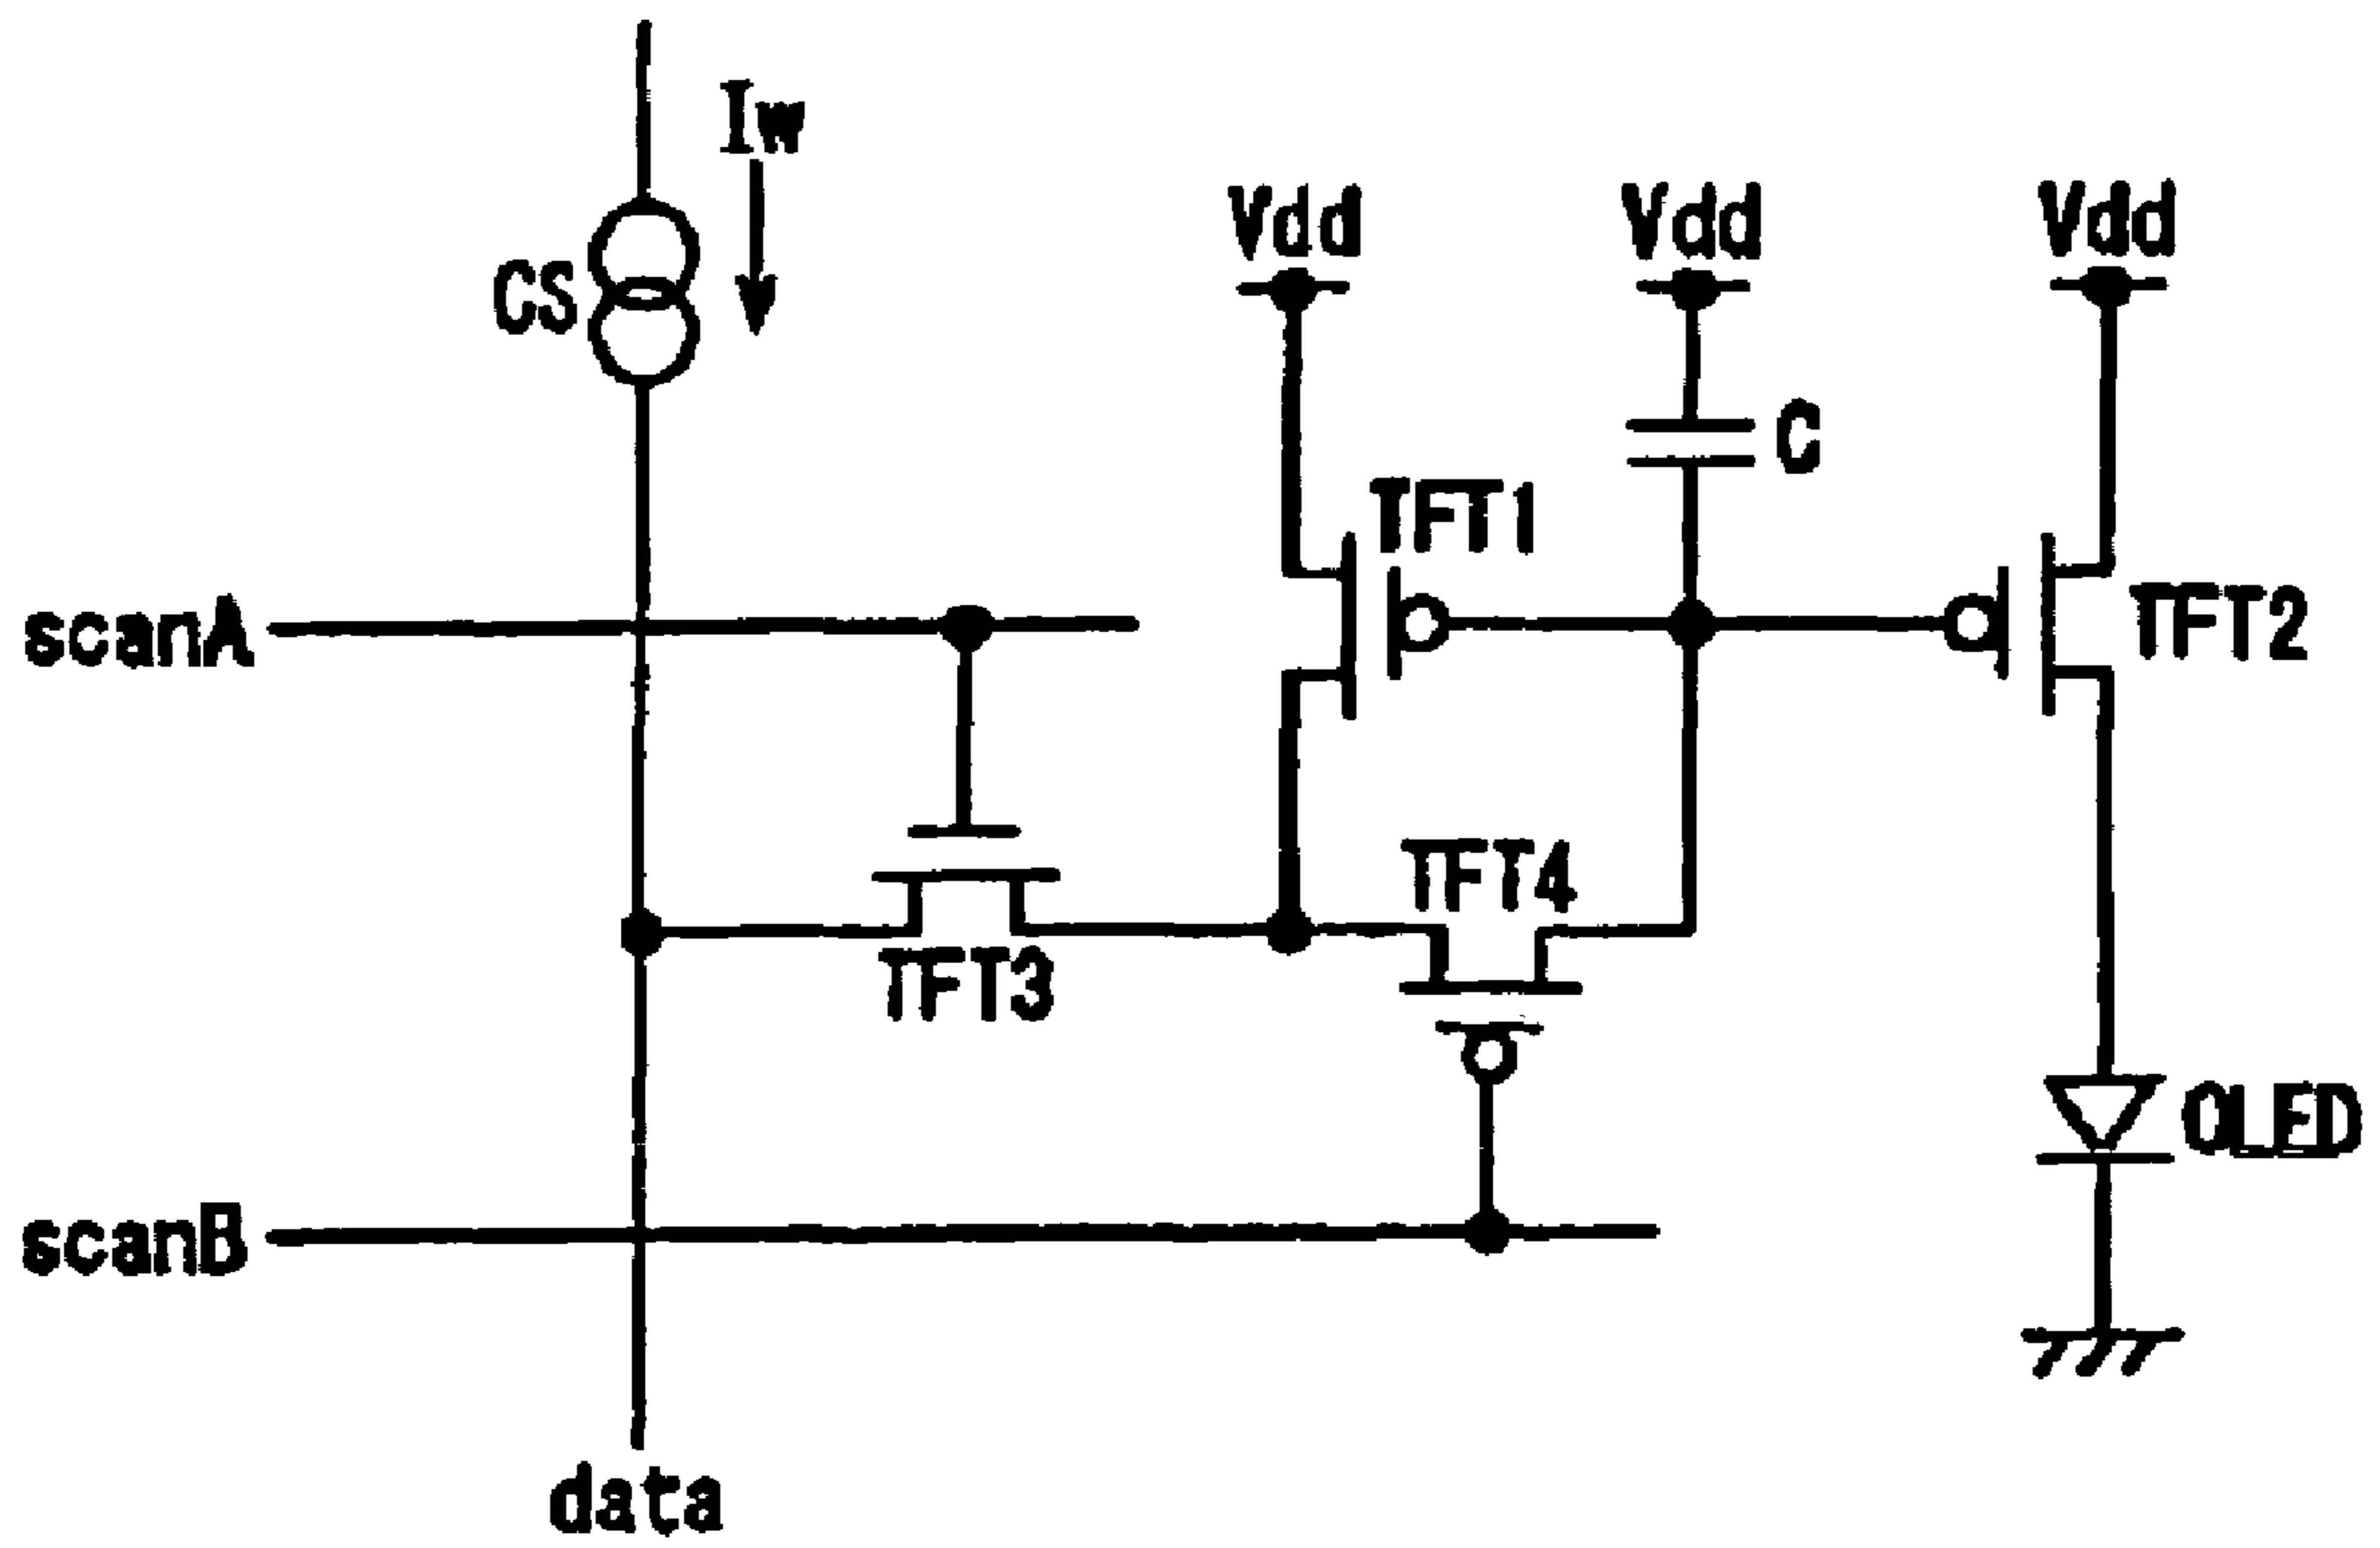 Iw
Vdd
Vdd
Vdd
CS
C
TFT1
scanA
TFT2
TFT4
TFT3
OLED
scanB
data